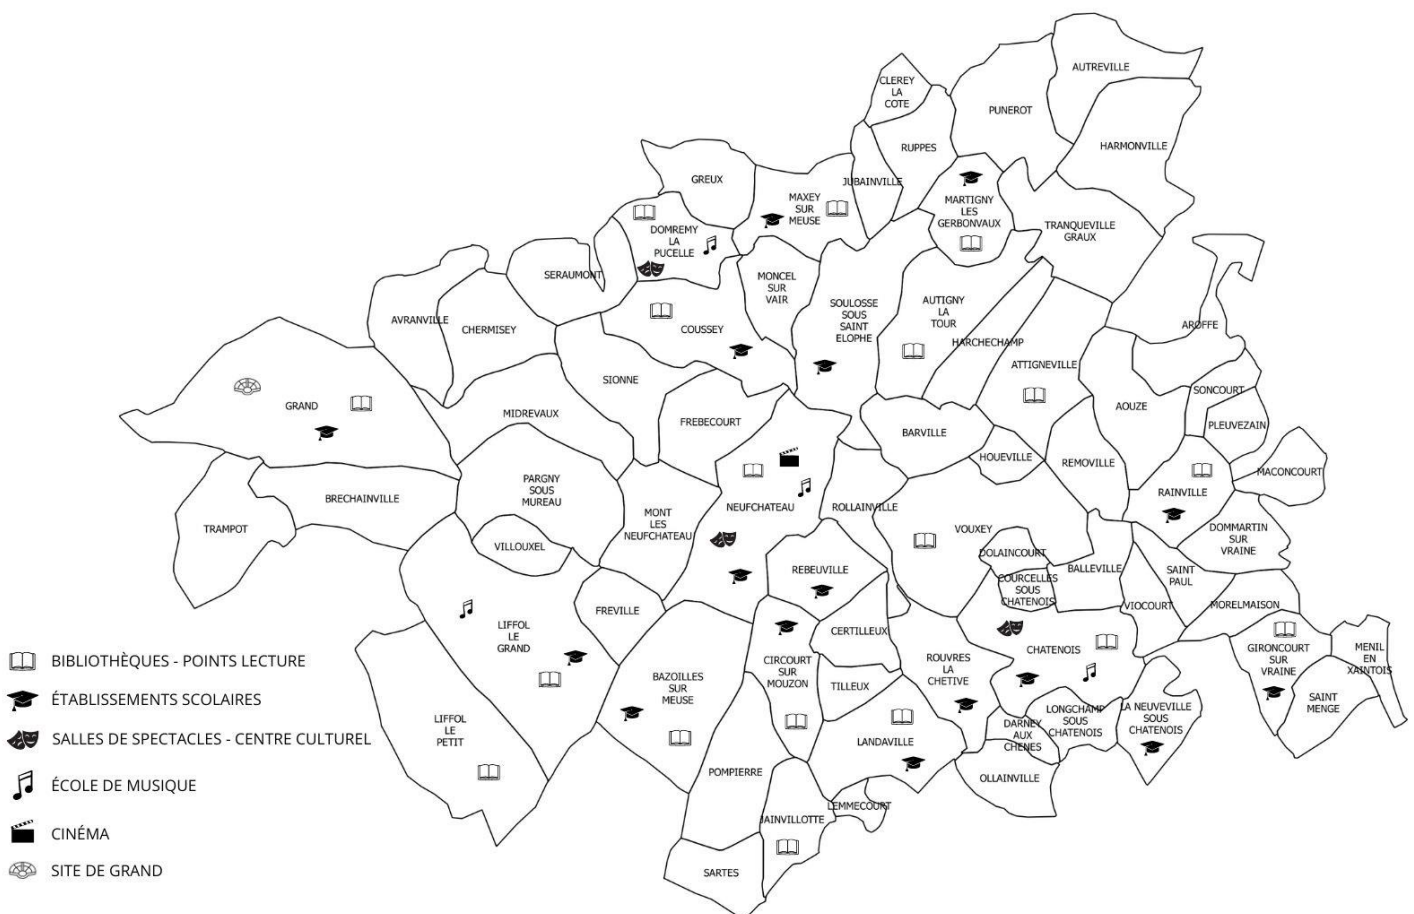 AUTREVILLE
CLEREY
LA
COTE
PUNEROT
HARMONVILLE
RUPPES
GREUX
JUBAINVILLE
MAXEY
SUR
MEUSE
MARTIGNY
LES
GERBONVAUX
TRANQUEVILLE
GRAUX
DOMREMY
LA
PUCELLE
SERAUMONT
MONCEL
SUR
VAIR
SOULOSSE
SOUS
SAINT
ELOPHE
AUTIGNY
LA
TOUR
AVRANVILLE
CHERMISEY
COUSSEY
AROFFE
HARCHECHAMP
ATTIGNEVILLE
SIONNE
SONCOURT
GRAND
MIDREVAUX
FREBECOURT
AOUZE
PLEUVEZAIN
BARVILLE
HOUEVILLE
REMOVILLE
MACONCOURT
BRECHAINVILLE
PARGNY
SOUS
MUREAU
RAINVILLE
NEUFCHATEAU
ROLLAINVILLE
MONT
LES
NEUFCHATEAU
TRAMPOT
VOUXEY
DOMMARTIN
SUR
VRAINE
VILLOUXEL
DOLAINCOURT
REBEUVILLE
BALLEVILLE
SAINT
PAUL
COURCELLES
SOUS
CHATENOIS
FREVILLE
VIOCOURT
MORELMAISON
LIFFOL
LE
GRAND
CERTILLEUX
CHATENOIS
GIRONCOURT
SUR
VRAINE
MENIL
EN
XAINTOIS
BAZOILLES
SUR
MEUSE
CIRCOURT
SUR
MOUZON
ROUVRES
LA
CHETIVE
TILLEUX
SAINT
MENGE
LIFFOL
LE
PETIT
LONGCHAMP
SOUS
CHATENOIS
LA NEUVEVILLE
SOUS
CHATENOIS
DARNEY
AUX
CHENES
LANDAVILLE
POMPIERRE
OLLAINVILLE
LEMMECOURT
JAINVILLOTTE
SARTES
BIBLIOTHÈQUES - POINTS LECTURE
ÉTABLISSEMENTS SCOLAIRES
SALLES DE SPECTACLES - CENTRE CULTUREL
ÉCOLE DE MUSIQUE
CINÉMA
SITE DE GRAND